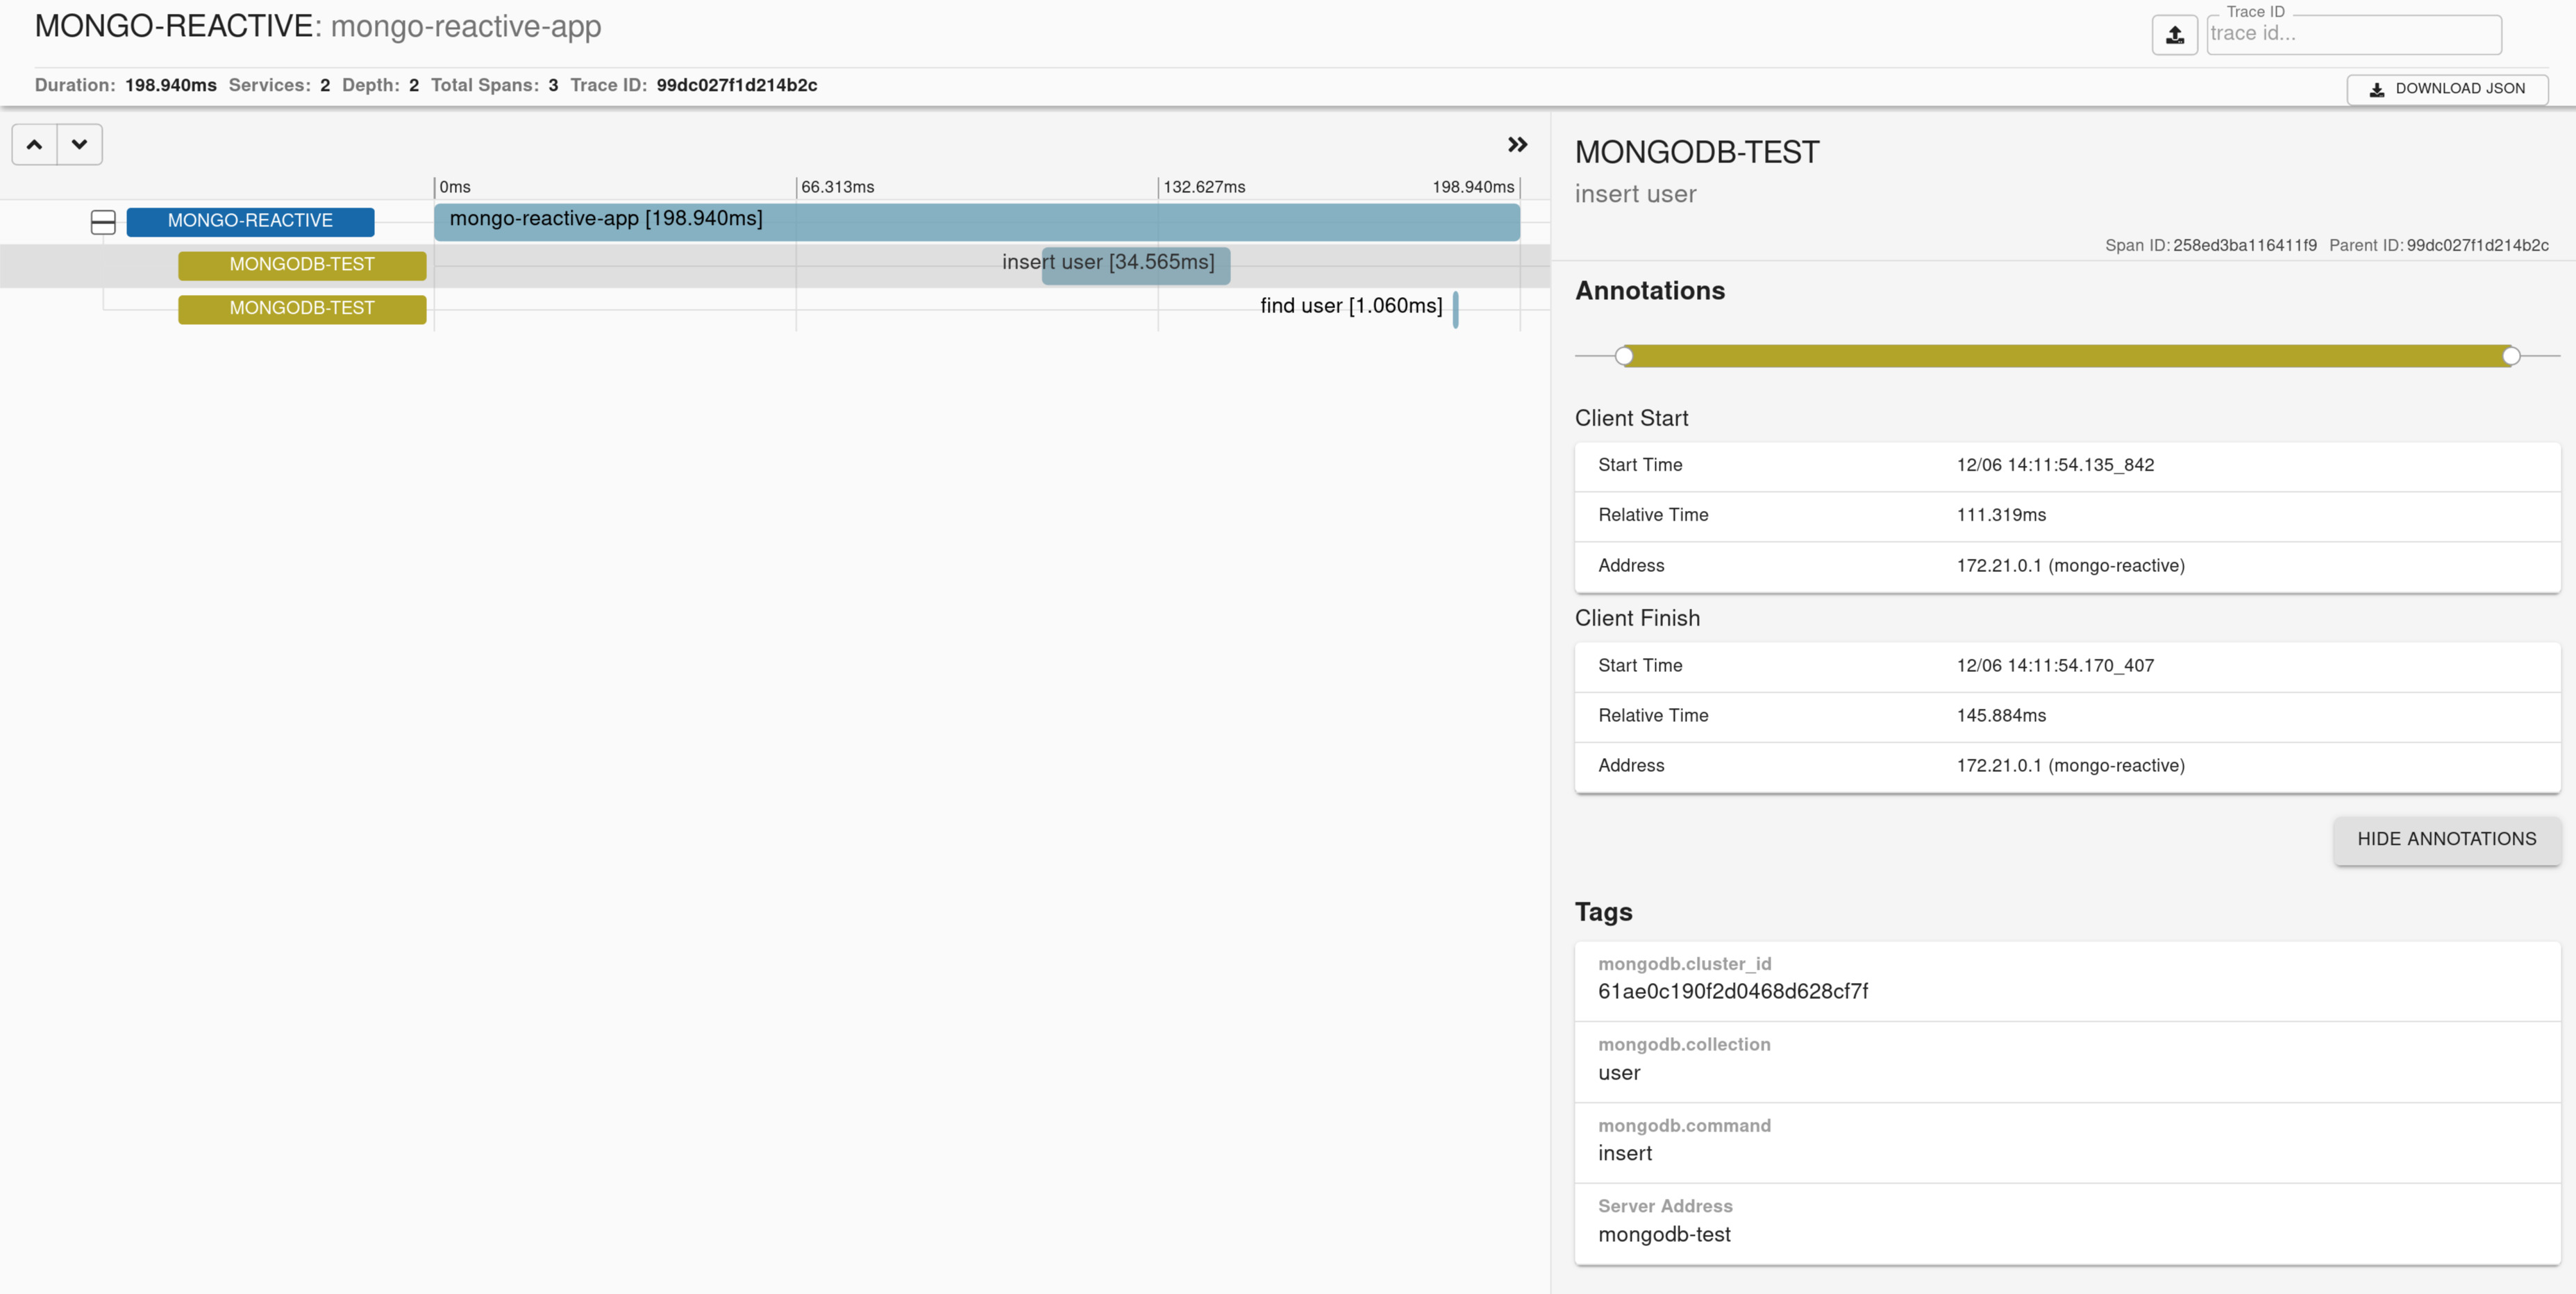 MONGO-REACTIVE: mongo-reactive-app
Trace ID
trace id...
Duration: 198.940ms Services: 2 Depth: 2 Total Spans: 3 Trace ID: 99dc027f1d214b2c
DOWNLOAD JSON
0ms 66.313ms 132.627ms 198.940ms
MONGO-REACTIVE mongo-reactive-app [198.940ms]
MONGODB-TEST insert user [34.565ms]
MONGODB-TEST find user [1.060ms]
MONGODB-TEST
insert user
Span ID: 258ed3ba116411f9 Parent ID: 99dc027f1d214b2c
Annotations
Client Start
Start Time 12/06 14:11:54.135_842
Relative Time 111.319ms
Address 172.21.0.1 (mongo-reactive)
Client Finish
Start Time 12/06 14:11:54.170_407
Relative Time 145.884ms
Address 172.21.0.1 (mongo-reactive)
HIDE ANNOTATIONS
Tags
mongodb.cluster_id
61ae0c190f2d0468d628cf7f
mongodb.collection
user
mongodb.command
insert
Server Address
mongodb-test